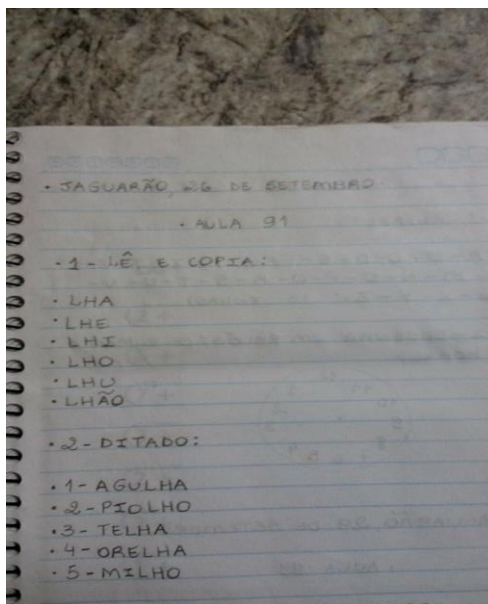 • JAGUARÃO, 26 DE SETEMBRO.
• AULA 91
• 1 - LÊ E COPIA:
• LHA
• LHE
• LHI
• LHO
• LHU
• LHÃO
• 2 - DITADO:
• 1 - AGULHA
• 2 - PIOLHO
• 3 - TELHA
• 4 - ORELHA
• 5 - MILHO